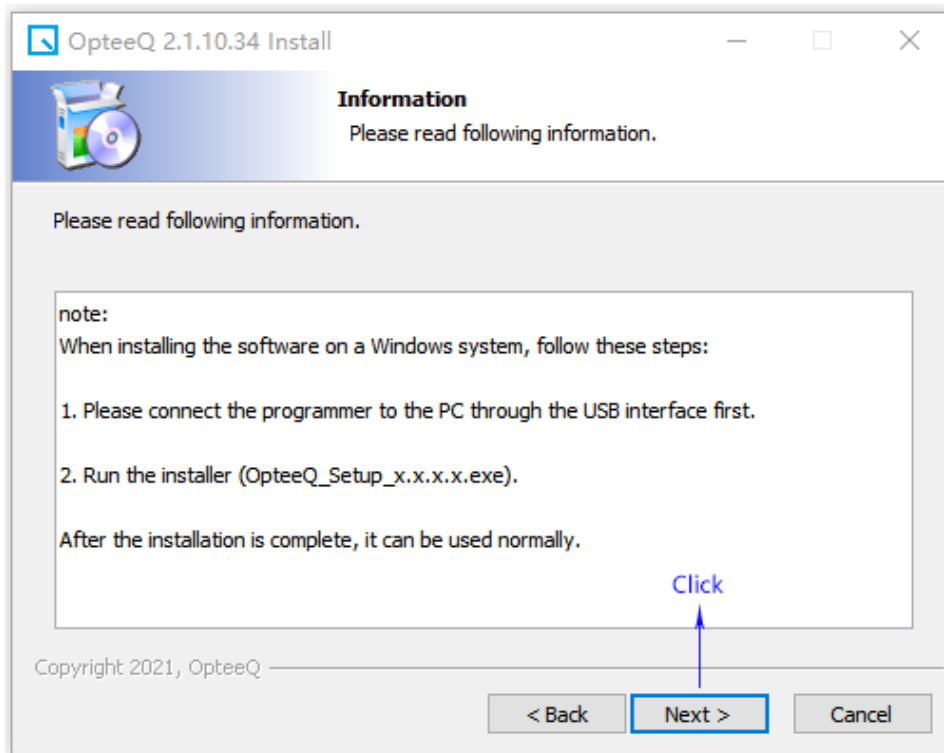 OpteeQ 2.1.10.34 Install
Information
Please read following information.
Please read following information.
note:
When installing the software on a Windows system, follow these steps:
1. Please connect the programmer to the PC through the USB interface first.
2. Run the installer (OpteeQ_Setup_x.x.x.x.exe).
After the installation is complete, it can be used normally.
Click
Copyright 2021, OpteeQ
< Back
Next >
Cancel